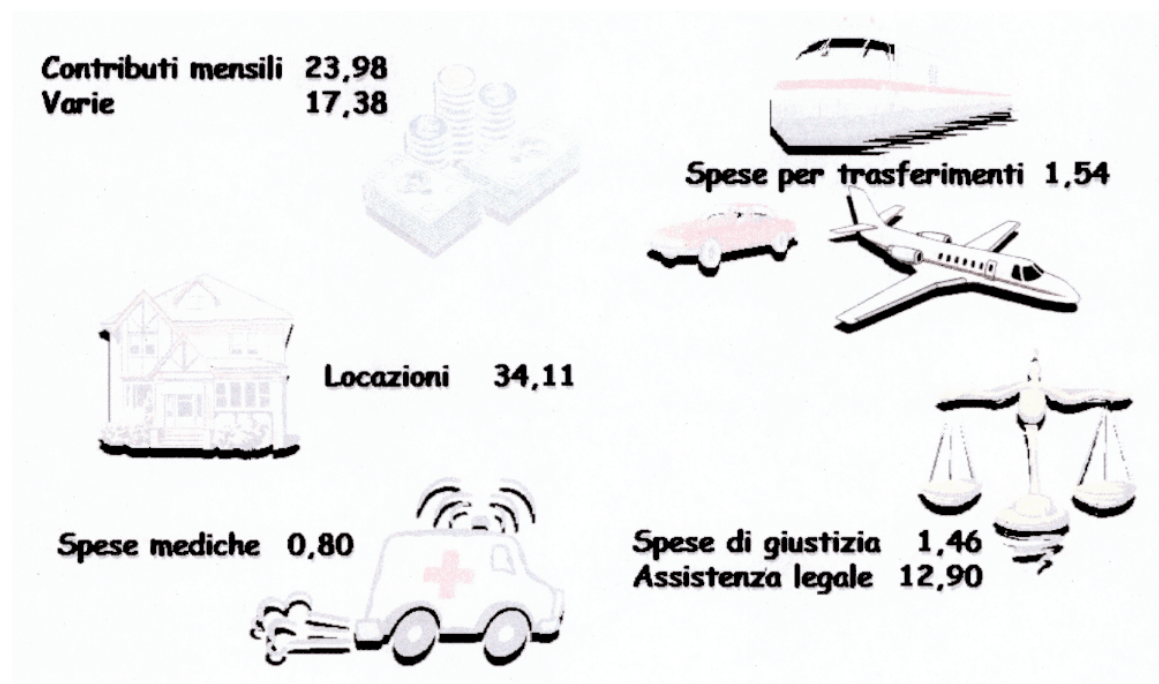 Contributi mensili 23,98
Varie 17,38
Spese per trasferimenti 1,54
Locazioni 34,11
Spese mediche 0,80
Spese di giustizia 1,46
Assistenza legale 12,90